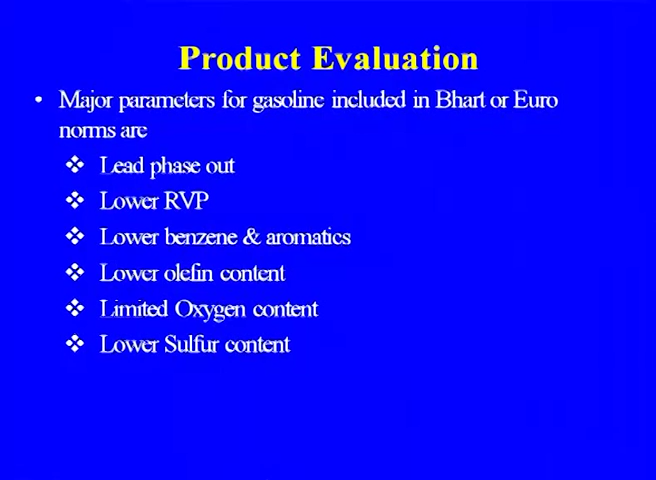 Product Evaluation
• Major parameters for gasoline included in Bhart or Euro
norms are
❖ Lead phase out
❖ Lower RVP
❖ Lower benzene & aromatics
❖ Lower olefin content
❖ Limited Oxygen content
❖ Lower Sulfur content